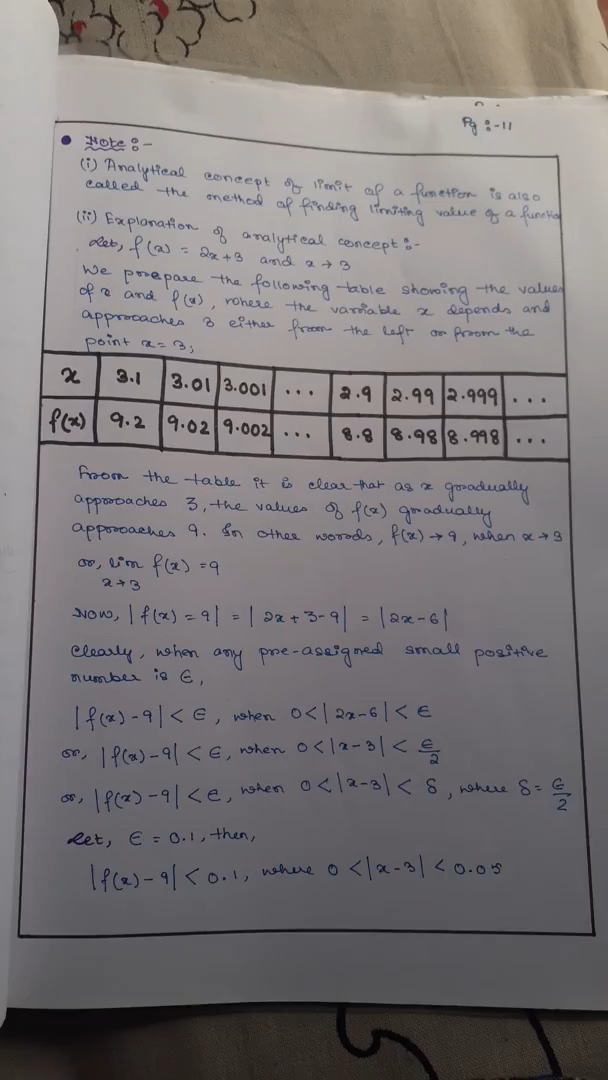 Pg :- 11
• Note :-
(i) Analytical concept of limit of a function is also
called the method of finding limiting value of a function
(ii) Explanation of analytical concept :-
Let, f(x) = 2x+3 and x → 3
We prepare the following table showing the values
of x and f(x), where the variable x depends and
approaches 3 either from the left or from the
point x = 3;
x 3.1 3.01 3.001 ... 2.9 2.99 2.999 ...
f(x) 9.2 9.02 9.002 ... 8.8 8.98 8.998 ...
From the table it is clear that as x gradually
approaches 3, the values of f(x) gradually
approaches 9. In other words, f(x) → 9, when x → 3
or, lim f(x) = 9
x → 3
Now, |f(x) = 9| = |2x + 3 - 9| = |2x - 6|
Clearly, when any pre-assigned small positive
number is ϵ,
|f(x) - 9| < ϵ, when 0 < |2x - 6| < ϵ
or, |f(x) - 9| < ϵ, when 0 < |x - 3| < ϵ/2
or, |f(x) - 9| < ϵ, when 0 < |x - 3| < δ, where δ = ϵ/2
Let, ϵ = 0.1, then,
|f(x) - 9| < 0.1, where 0 < |x - 3| < 0.05